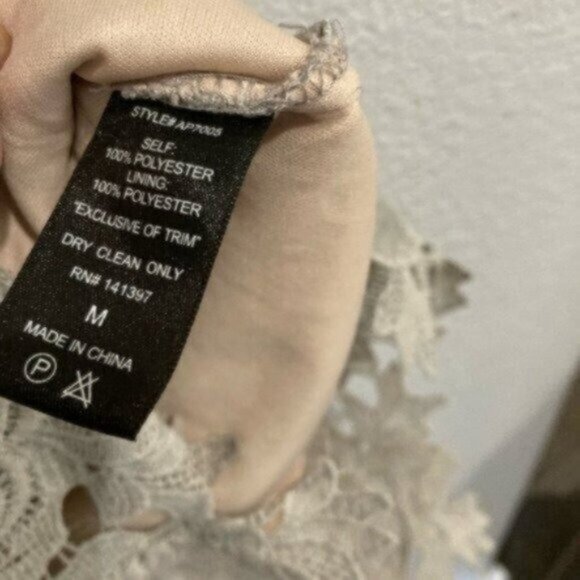 STYLE# AP7005
SELF:
100% POLYESTER
LINING:
100% POLYESTER
"EXCLUSIVE OF TRIM"
DRY CLEAN ONLY
RN# 141397
M
MADE IN CHINA
P